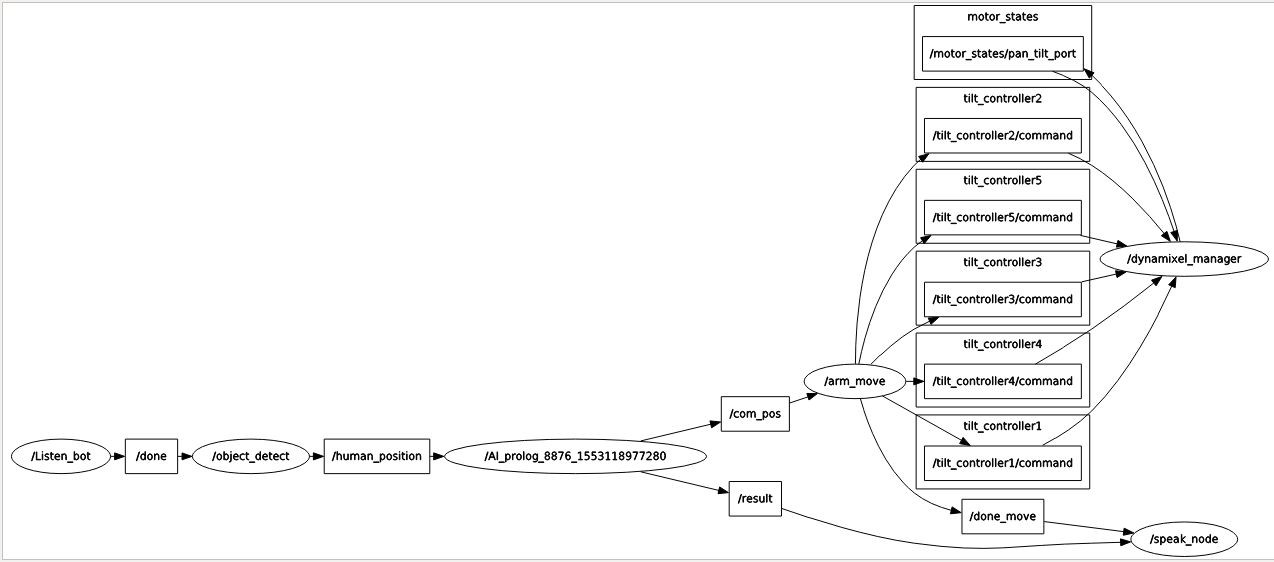 motor_states
/motor_states/pan_tilt_port
tilt_controller2
/tilt_controller2/command
tilt_controller5
/tilt_controller5/command
/dynamixel_manager
tilt_controller3
/tilt_controller3/command
tilt_controller4
/arm_move
/tilt_controller4/command
/com_pos
tilt_controller1
/Listen_bot
/done
/object_detect
/human_position
/AI_prolog_8876_1553118977280
/tilt_controller1/command
/result
/done_move
/speak_node